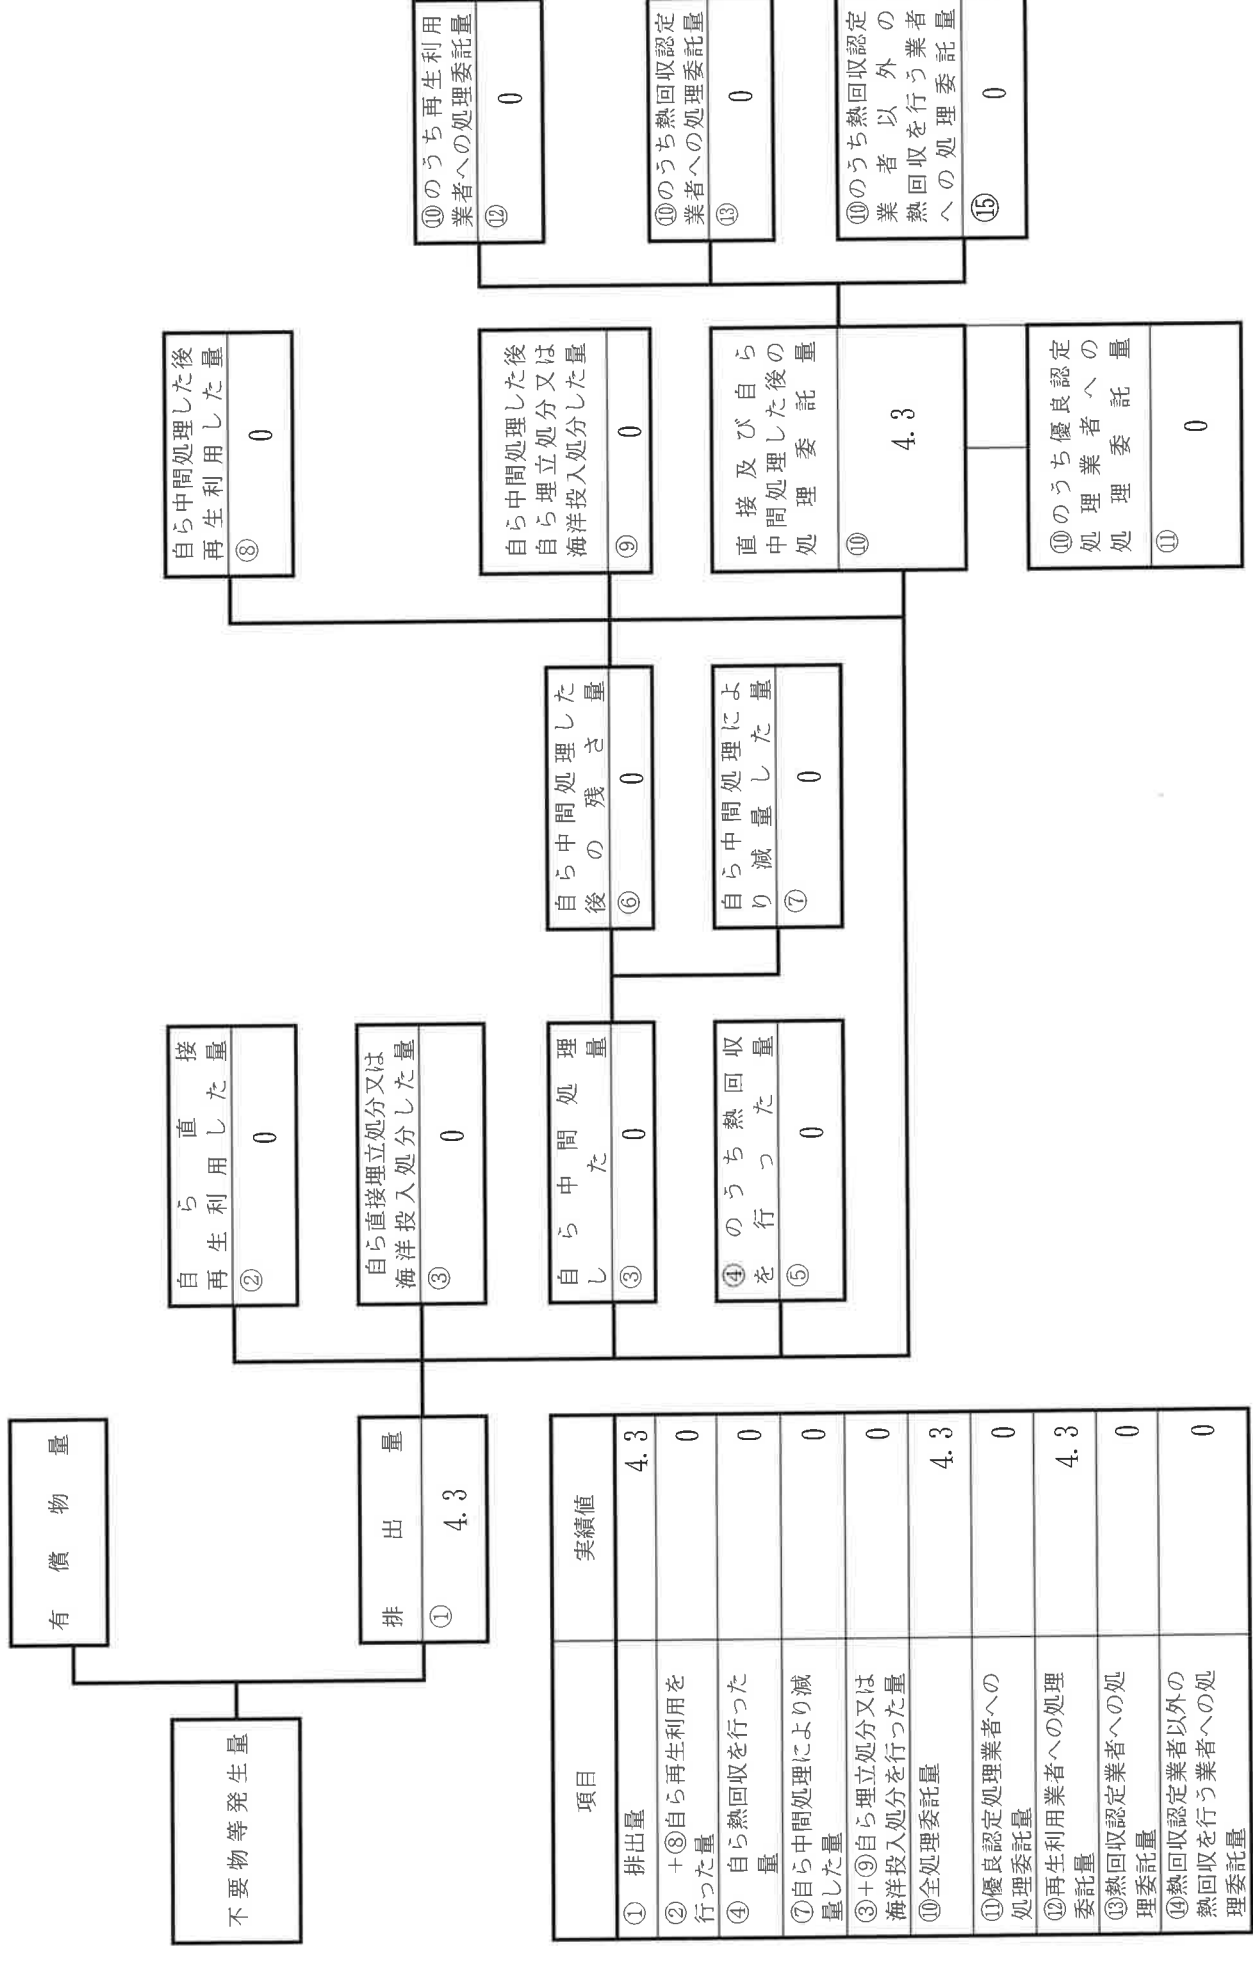 不要物等発生量
有償物量
排出量
① 4.3
自ら直接
再生利用した量
② 0
自ら直接埋立処分又は
海洋投入処分した量
③ 0
自ら中間処理
した量
③ 0
④のうち熱回収
を行った量
⑤ 0
自ら中間処理した
後の残さ量
⑥ 0
自ら中間処理によ
り減量した量
⑦ 0
自ら中間処理した後
再生利用した量
⑧ 0
自ら中間処理した後
自ら埋立処分又は
海洋投入処分した量
⑨ 0
直接及び自ら
中間処理した後の
処理委託量
⑩ 4.3
⑩のうち優良認定
処理業者への
処理委託量
⑪ 0
⑩のうち再生利用
業者への処理委託量
⑫ 0
⑩のうち熱回収認定
業者への処理委託量
⑬ 0
⑩のうち熱回収認定
業者以外の
熱回収を行う業者
への処理委託量
⑮ 0
項目 実績値
① 排出量 4.3
② +⑧自ら再生利用を
行った量 0
④ 自ら熱回収を行った
量 0
⑦自ら中間処理により減
量した量 0
③+⑨自ら埋立処分又は
海洋投入処分を行った量 0
⑩全処理委託量 4.3
⑪優良認定処理業者への
処理委託量 0
⑫再生利用業者への処理
委託量 4.3
⑬熱回収認定業者への処
理委託量 0
⑭熱回収認定業者以外の
熱回収を行う業者への処
理委託量 0